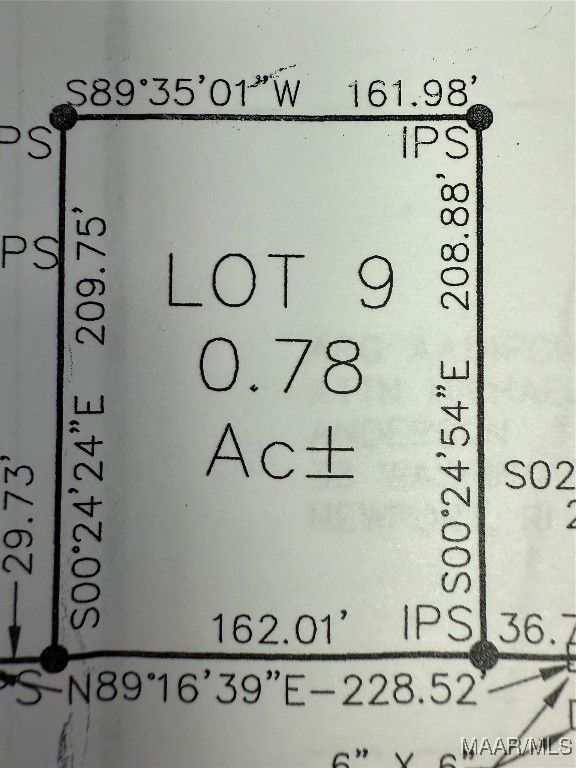 S89°35'01"W 161.98'
PS IPS
209.75'
208.88'
PS
LOT 9
0.78
Ac±
S00°24'24"E
S00°24'54"E
29.73'
S02
162.01' IPS 36.7
N89°16'39"E-228.52'
6" X 6"
MAAR/MLS